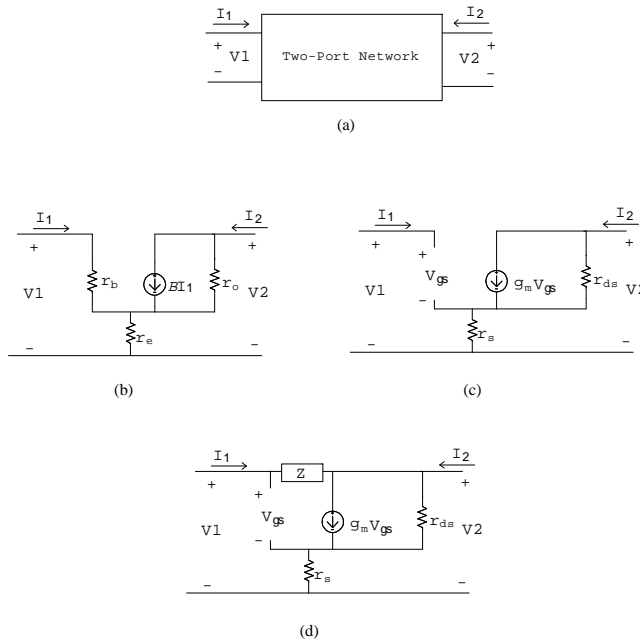 I1 I2
+ +
V1 Two-Port Network V2
- -
(a)
I1 I2 I1 I2
+ + + + +
V1 rb BI1 ro V2 V1 Vgs gmVgs rds V2
-
- re - - rs -
(b) (c)
I1 I2
+ + Z +
V1 Vgs gmVgs rds V2
-
- rs -
(d)